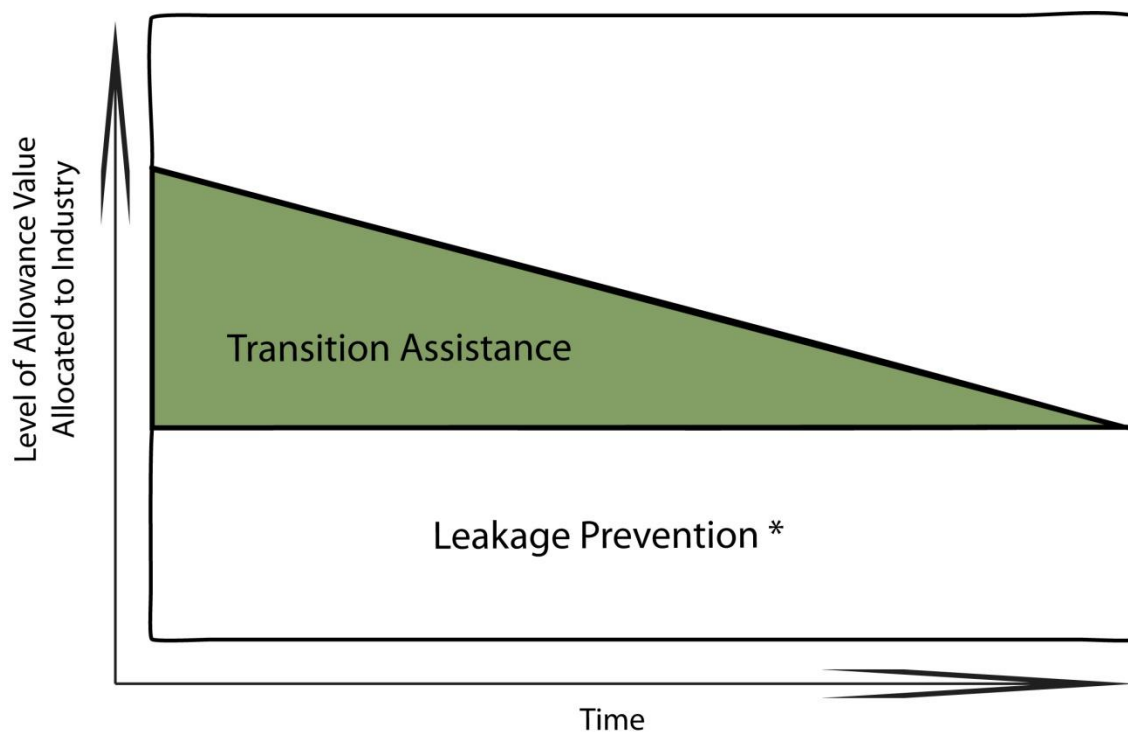 Level of Allowance Value
Allocated to Industry
Transition Assistance
Leakage Prevention *
Time